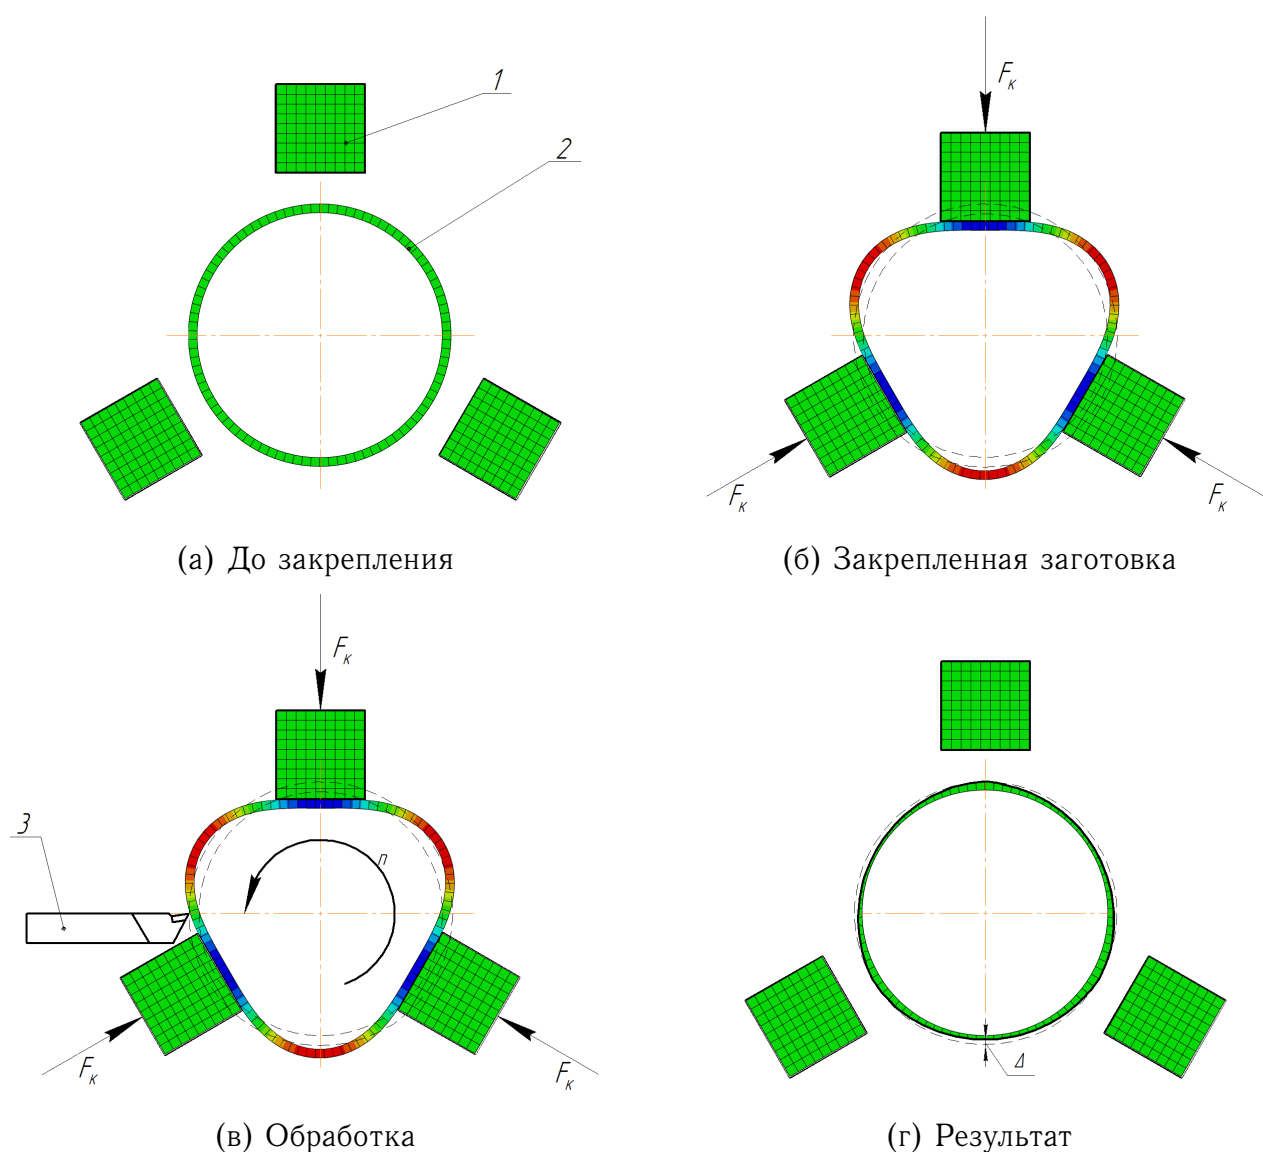 1
2
F_к
F_к
F_к
(а) До закрепления
(б) Закрепленная заготовка
F_к
3
n
F_к
F_к
Δ
(в) Обработка
(г) Результат